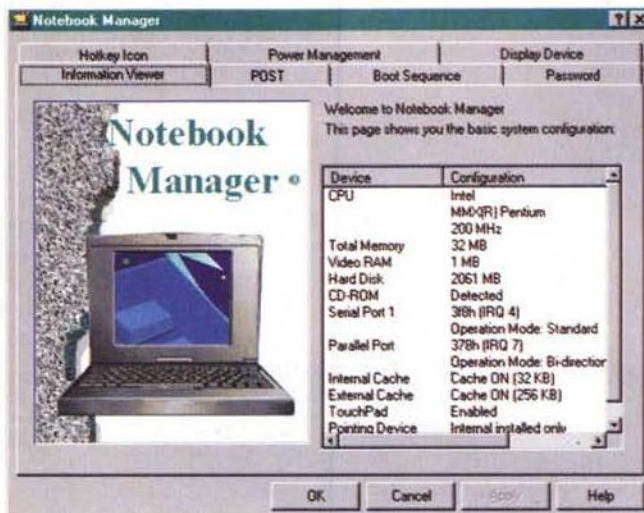 Notebook Manager
Hotkey Icon Power Management Display Device
Information Viewer POST Boot Sequence Password
Notebook
Manager
Welcome to Notebook Manager
This page shows you the basic system configuration:
Device Configuration
CPU Intel
MMX(R) Pentium
200 MHz
Total Memory 32 MB
Video RAM 1 MB
Hard Disk 2061 MB
CD-ROM Detected
Serial Port 1 3f8h (IRQ 4)
Operation Mode: Standard
Parallel Port 378h (IRQ 7)
Operation Mode: Bi-direction
Internal Cache Cache ON (32 KB)
External Cache Cache ON (256 KB)
TouchPad Enabled
Pointing Device Internal installed only
OK Cancel Apply Help